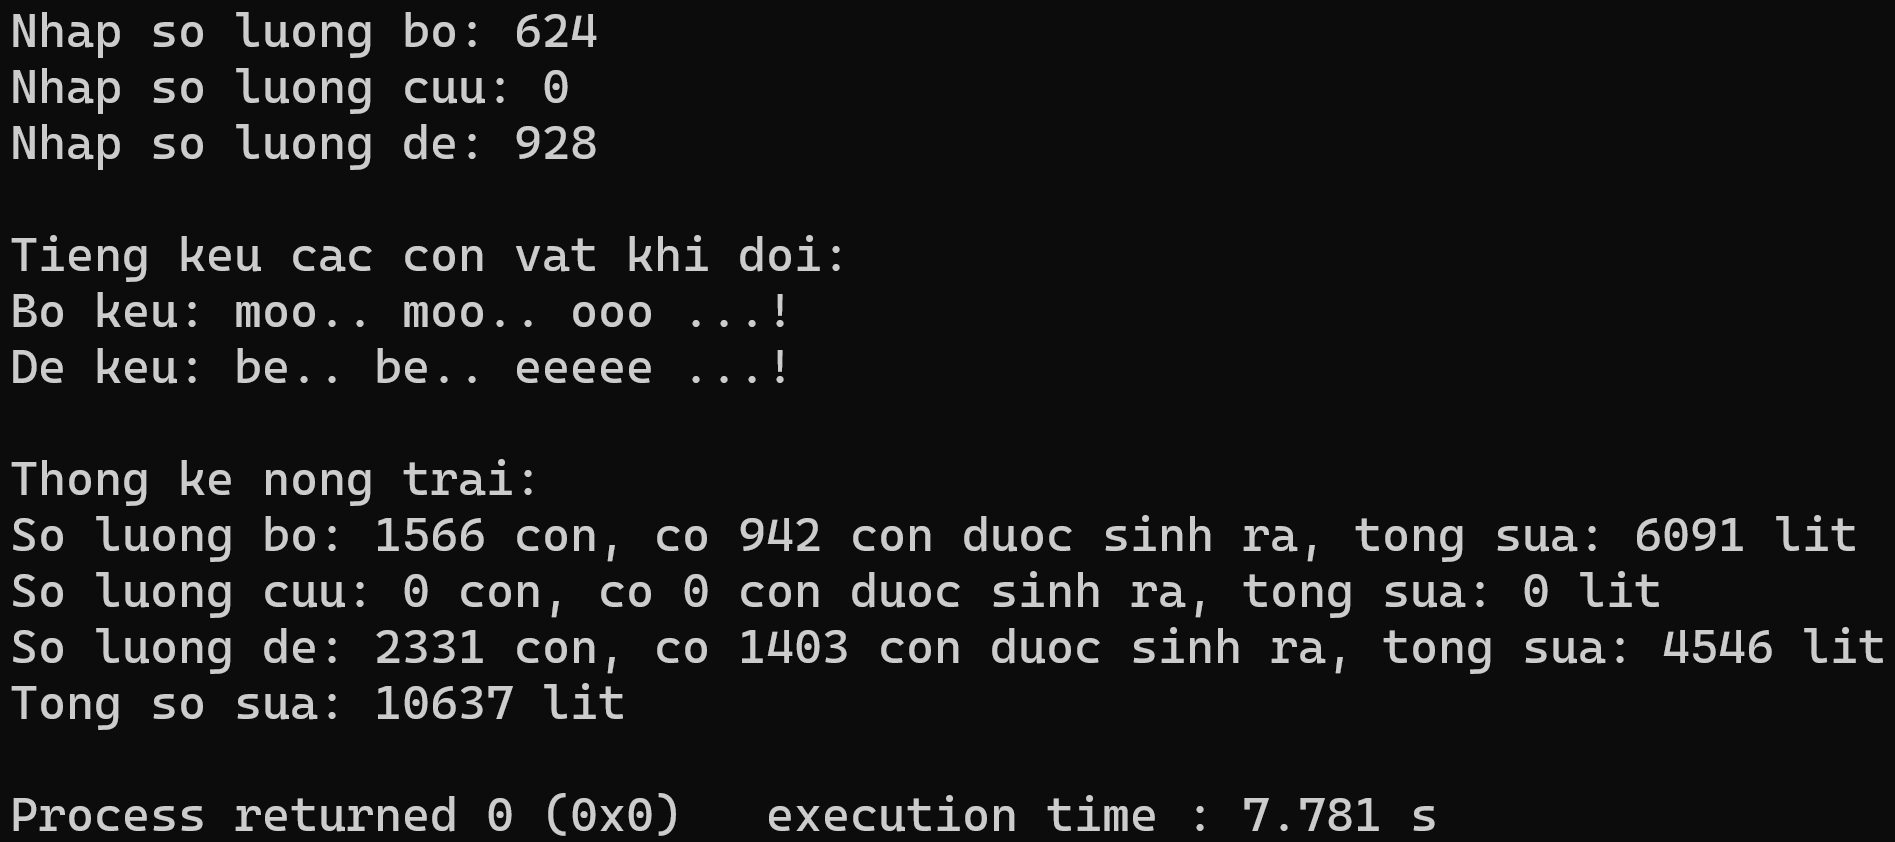 Nhap so luong bo: 624
Nhap so luong cuu: 0
Nhap so luong de: 928
Tieng keu cac con vat khi doi:
Bo keu: moo.. moo.. ooo ...!
De keu: be.. be.. eeeee ...!
Thong ke nong trai:
So luong bo: 1566 con, co 942 con duoc sinh ra, tong sua: 6091 lit
So luong cuu: 0 con, co 0 con duoc sinh ra, tong sua: 0 lit
So luong de: 2331 con, co 1403 con duoc sinh ra, tong sua: 4546 lit
Tong so sua: 10637 lit
Process returned 0 (0x0)   execution time : 7.781 s